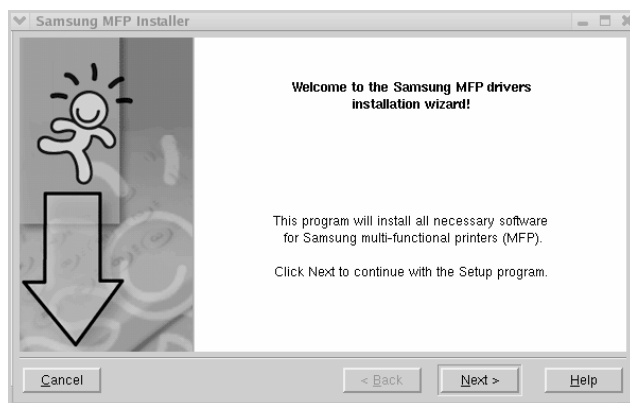 Samsung MFP Installer
Welcome to the Samsung MFP drivers
installation wizard!
This program will install all necessary software
for Samsung multi-functional printers (MFP).
Click Next to continue with the Setup program.
Cancel
< Back
Next >
Help